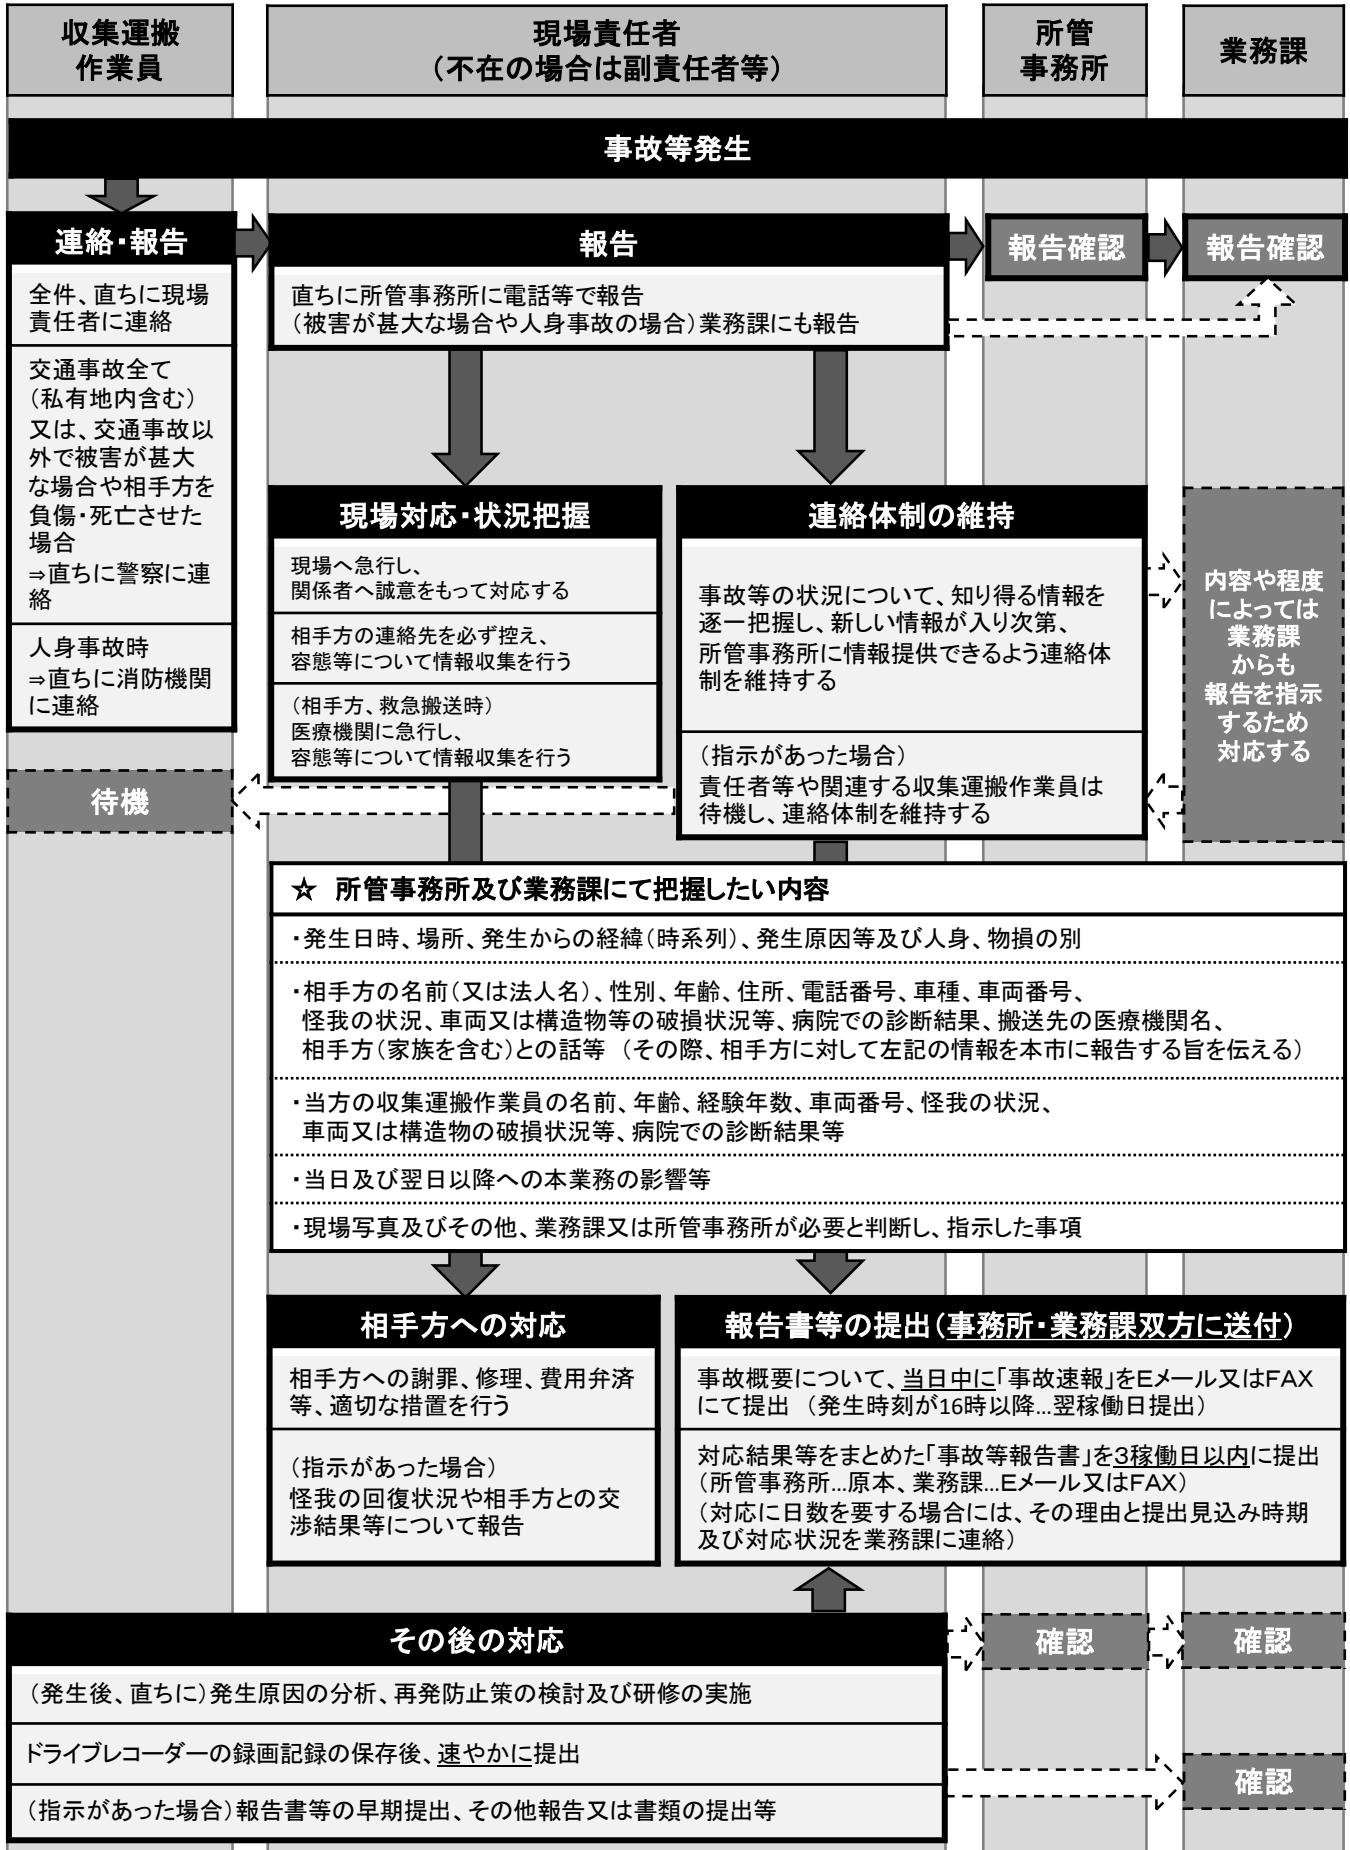 収集運搬
作業員
現場責任者
（不在の場合は副責任者等）
所管
事務所
業務課
事故等発生
連絡・報告
全件、直ちに現場
責任者に連絡
交通事故全て
（私有地内含む）
又は、交通事故以
外で被害が甚大
な場合や相手方を
負傷・死亡させた
場合
⇒直ちに警察に連
絡
人身事故時
⇒直ちに消防機関
に連絡
待機
報告
直ちに所管事務所に電話等で報告
（被害が甚大な場合や人身事故の場合）業務課にも報告
報告確認
報告確認
現場対応・状況把握
現場へ急行し、
関係者へ誠意をもって対応する
相手方の連絡先を必ず控え、
容態等について情報収集を行う
（相手方、救急搬送時）
医療機関に急行し、
容態等について情報収集を行う
連絡体制の維持
事故等の状況について、知り得る情報を
逐一把握し、新しい情報が入り次第、
所管事務所に情報提供できるよう連絡体
制を維持する
（指示があった場合）
責任者等や関連する収集運搬作業員は
待機し、連絡体制を維持する
内容や程度
によっては
業務課
からも
報告を指示
するため
対応する
☆　所管事務所及び業務課にて把握したい内容
・発生日時、場所、発生からの経緯（時系列）、発生原因等及び人身、物損の別
・相手方の名前（又は法人名）、性別、年齢、住所、電話番号、車種、車両番号、
怪我の状況、車両又は構造物等の破損状況等、病院での診断結果、搬送先の医療機関名、
相手方（家族を含む）との話等　（その際、相手方に対して左記の情報を本市に報告する旨を伝える）
・当方の収集運搬作業員の名前、年齢、経験年数、車両番号、怪我の状況、
車両又は構造物の破損状況等、病院での診断結果等
・当日及び翌日以降への本業務の影響等
・現場写真及びその他、業務課又は所管事務所が必要と判断し、指示した事項
相手方への対応
相手方への謝罪、修理、費用弁済
等、適切な措置を行う
（指示があった場合）
怪我の回復状況や相手方との交
渉結果等について報告
報告書等の提出（事務所・業務課双方に送付）
事故概要について、当日中に「事故速報」をEメール又はFAX
にて提出　（発生時刻が16時以降…翌稼働日提出）
対応結果等をまとめた「事故等報告書」を3稼働日以内に提出
（所管事務所…原本、業務課…Eメール又はFAX）
（対応に日数を要する場合には、その理由と提出見込み時期
及び対応状況を業務課に連絡）
その後の対応
確認
確認
（発生後、直ちに）発生原因の分析、再発防止策の検討及び研修の実施
ドライブレコーダーの録画記録の保存後、速やかに提出
確認
（指示があった場合）報告書等の早期提出、その他報告又は書類の提出等